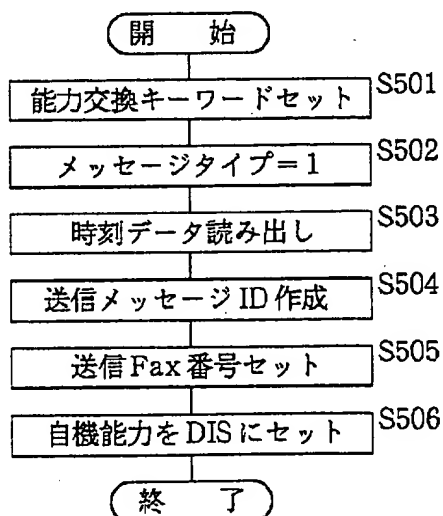 開 始
能力交換キーワードセット S501
メッセージタイプ=1 S502
時刻データ読み出し S503
送信メッセージID作成 S504
送信Fax番号セット S505
自機能力をDISにセット S506
終 了